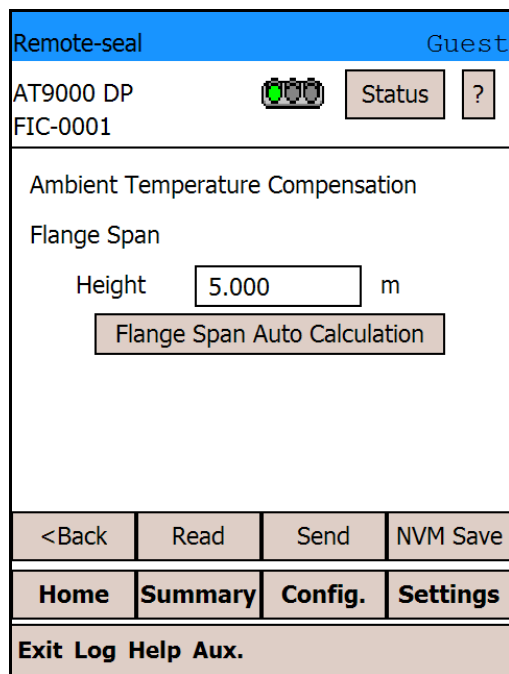 Remote-seal Guest
AT9000 DP Status ?
FIC-0001
Ambient Temperature Compensation
Flange Span
Height 5.000 m
Flange Span Auto Calculation
<Back Read Send NVM Save
Home Summary Config. Settings
Exit Log Help Aux.